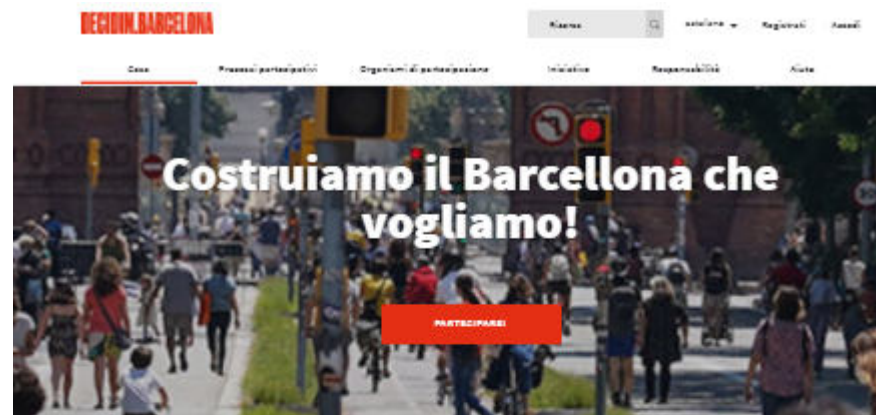 DECIDIM.BARCELONA
Ricerca
catalano
Registrati
Accedi
Casa
Processi partecipativi
Organismi di partecipazione
Iniziative
Responsabilità
Aiuto
Costruiamo il Barcellona che
vogliamo!